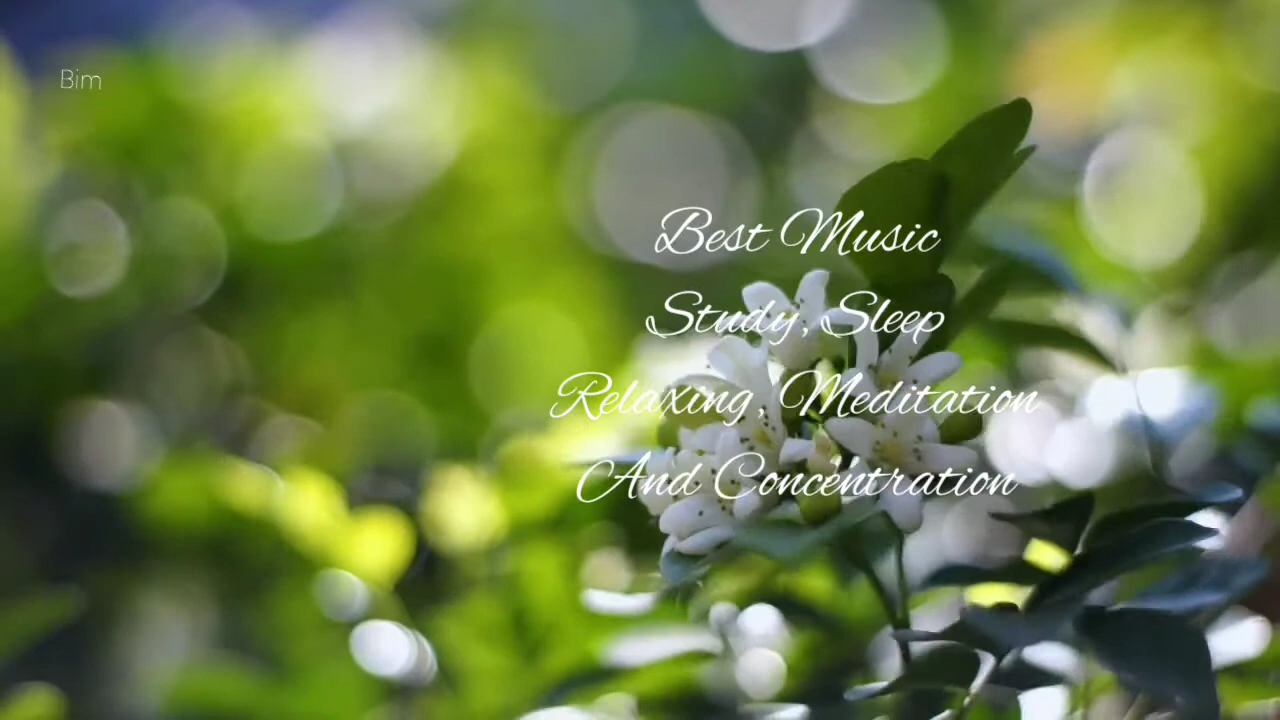 Bim
Best Music
Study, Sleep
Relaxing, Meditation
And Concentration